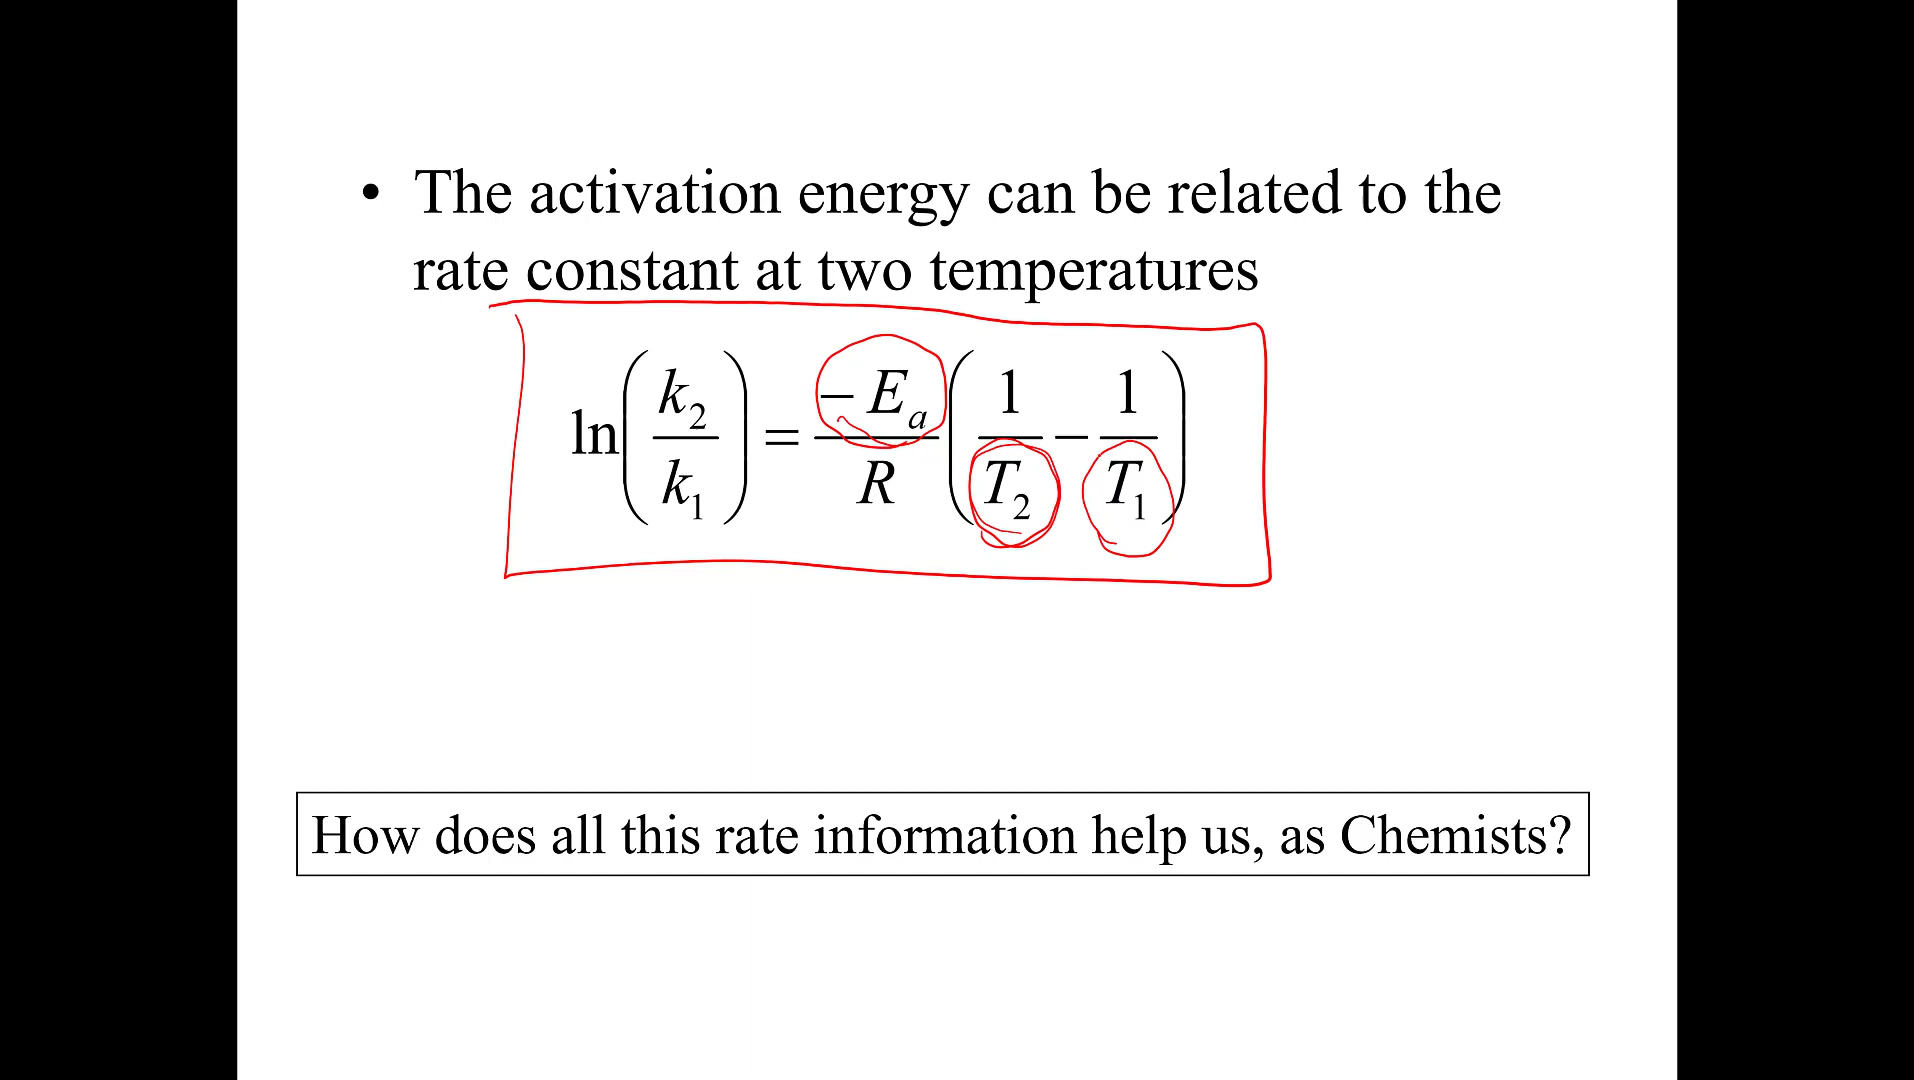 • The activation energy can be related to the
rate constant at two temperatures
ln(k₂/k₁) = −Eₐ/R (1/T₂ − 1/T₁)
How does all this rate information help us, as Chemists?